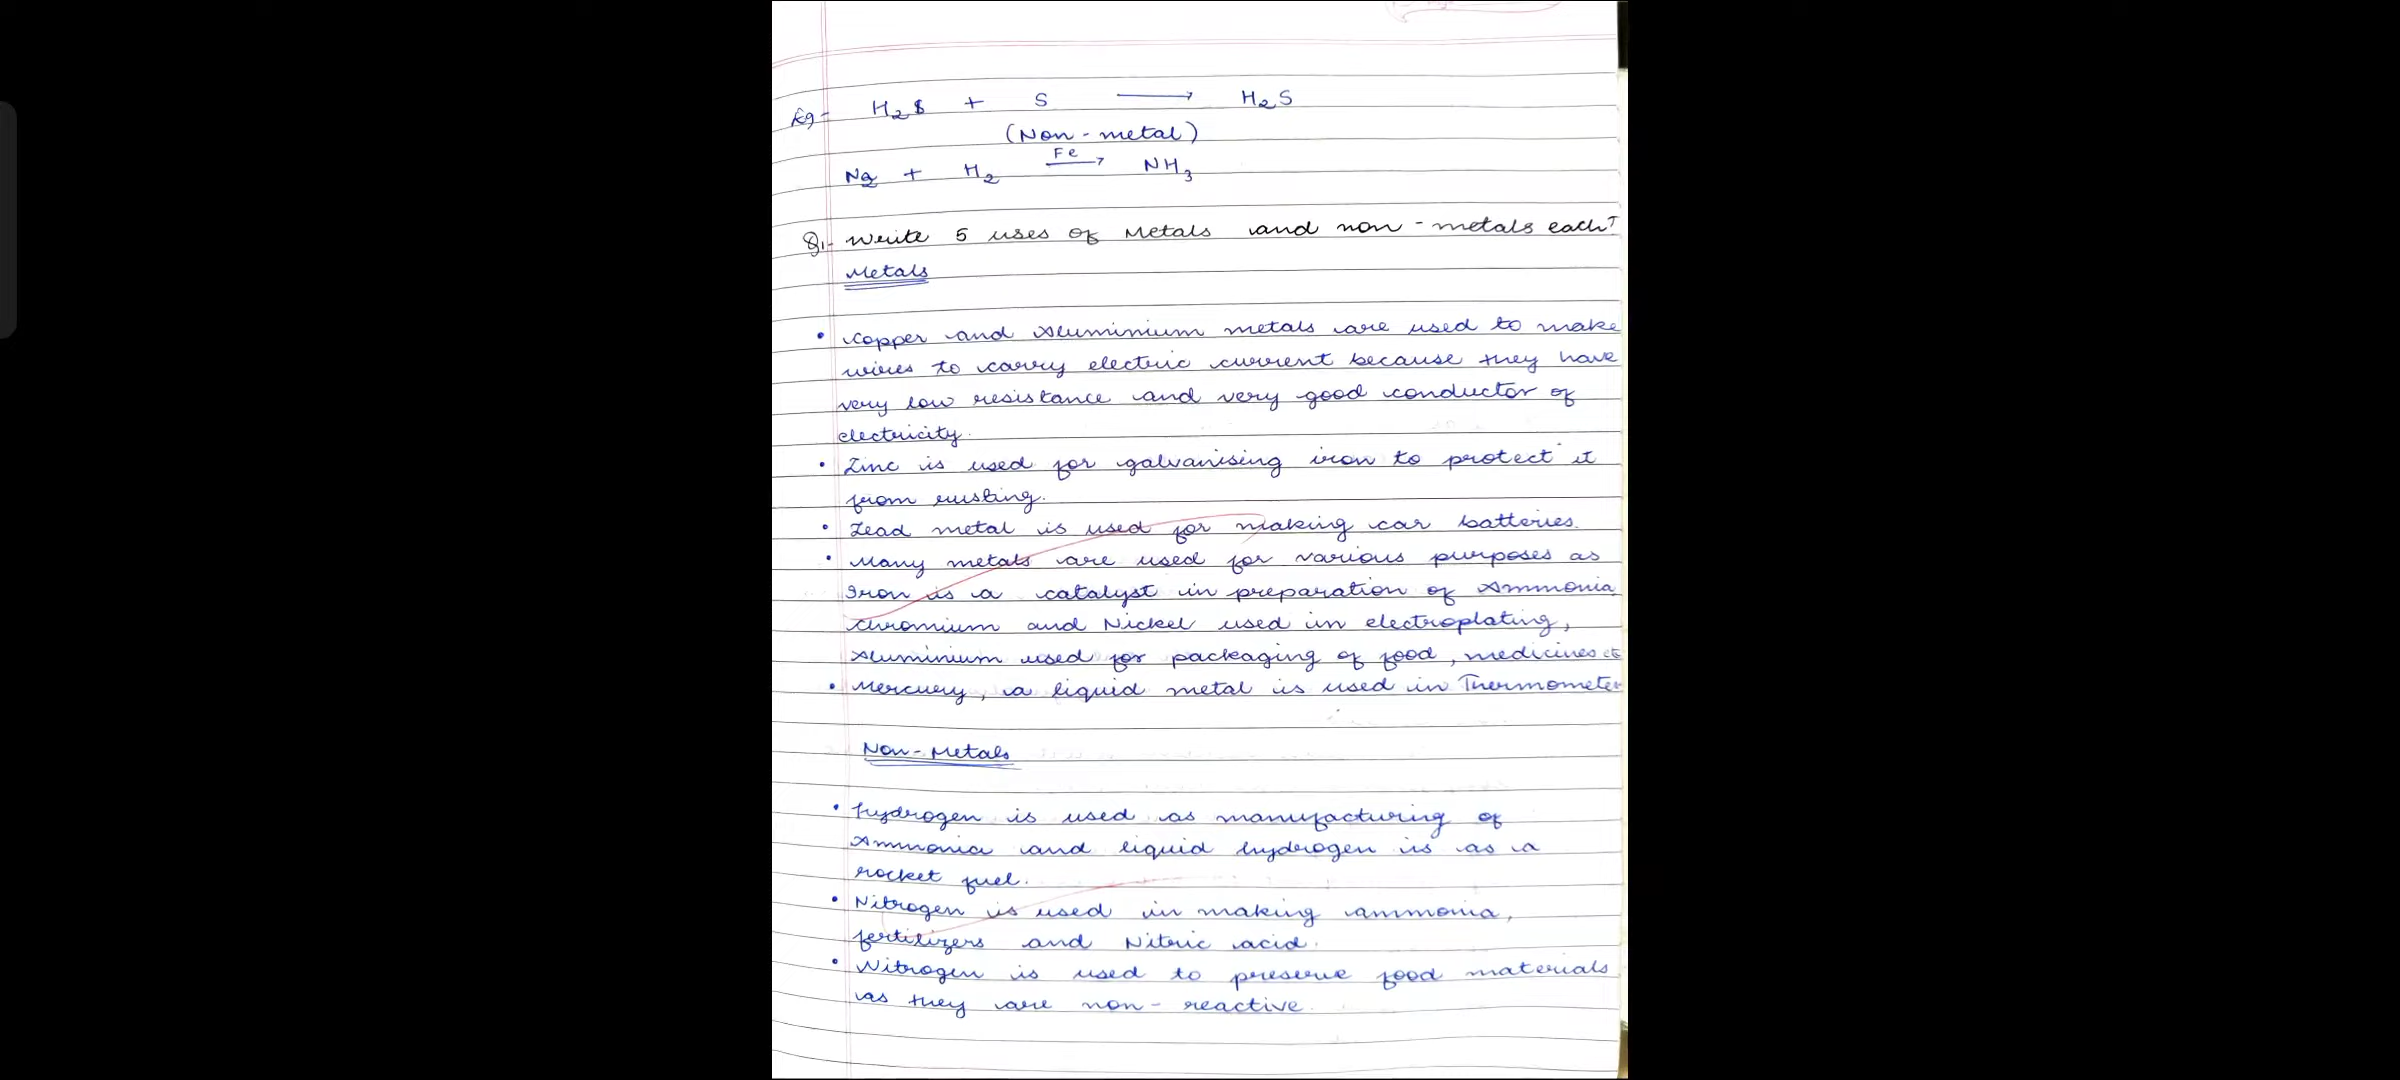 Eg- H2S + S → H2S
(Non-metal)
N2 + H2 Fe→ NH3
Q1- Write 5 uses of Metals and non-metals each?
Metals
• Copper and Aluminium metals are used to make
wires to carry electric current because they have
very low resistance and very good conductor of
electricity.
• Zinc is used for galvanising iron to protect it
from rusting.
• Lead metal is used for making car batteries.
• Many metals are used for various purposes as
Iron is a catalyst in preparation of Ammonia,
Chromium and Nickel used in electroplating,
Aluminium used for packaging of food, medicines etc
• Mercury, a liquid metal is used in Thermometer
Non-Metals
• Hydrogen is used as manufacturing of
Ammonia and liquid hydrogen is as a
rocket fuel.
• Nitrogen is used in making ammonia,
fertilizers and Nitric acid.
• Nitrogen is used to preserve food materials
as they are non-reactive.